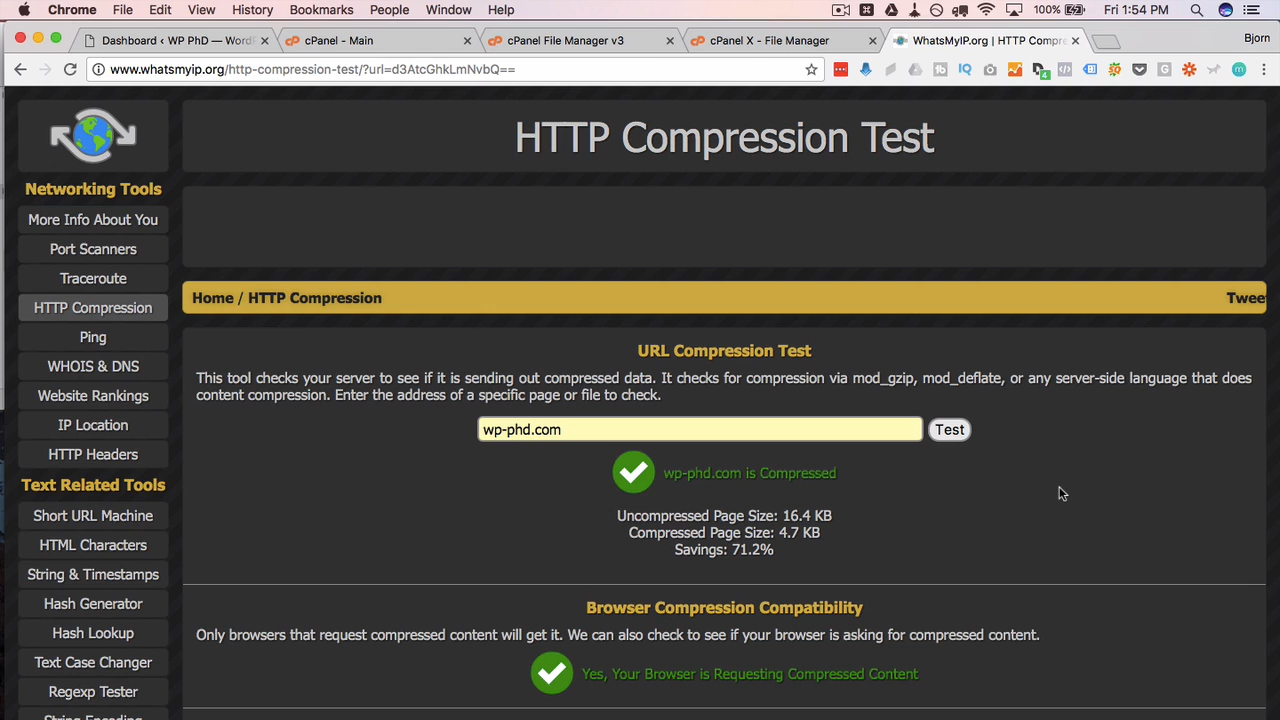 Chrome File Edit View History Bookmarks People Window Help 100% Fri 1:54 PM
Dashboard ‹ WP PhD — WordP × cPanel - Main × cPanel File Manager v3 × cPanel X - File Manager × WhatsMyIP.org | HTTP Compre × Bjorn
www.whatsmyip.org/http-compression-test/?url=d3AtcGhkLmNvbQ==
HTTP Compression Test
Networking Tools
More Info About You
Port Scanners
Traceroute
HTTP Compression
Ping
WHOIS & DNS
Website Rankings
IP Location
HTTP Headers
Text Related Tools
Short URL Machine
HTML Characters
String & Timestamps
Hash Generator
Hash Lookup
Text Case Changer
Regexp Tester
String Encoding
Home / HTTP Compression Twee
URL Compression Test
This tool checks your server to see if it is sending out compressed data. It checks for compression via mod_gzip, mod_deflate, or any server-side language that does
content compression. Enter the address of a specific page or file to check.
wp-phd.com Test
wp-phd.com is Compressed
Uncompressed Page Size: 16.4 KB
Compressed Page Size: 4.7 KB
Savings: 71.2%
Browser Compression Compatibility
Only browsers that request compressed content will get it. We can also check to see if your browser is asking for compressed content.
Yes, Your Browser is Requesting Compressed Content